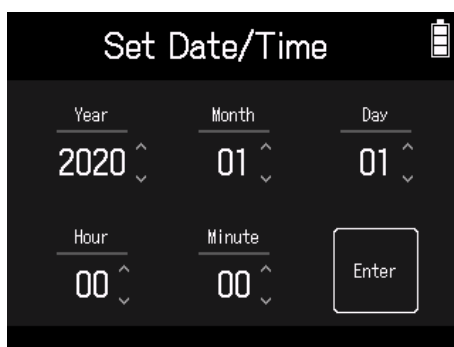 Set Date/Time
Year Month Day
2020 01 01
Hour Minute
00 00 Enter